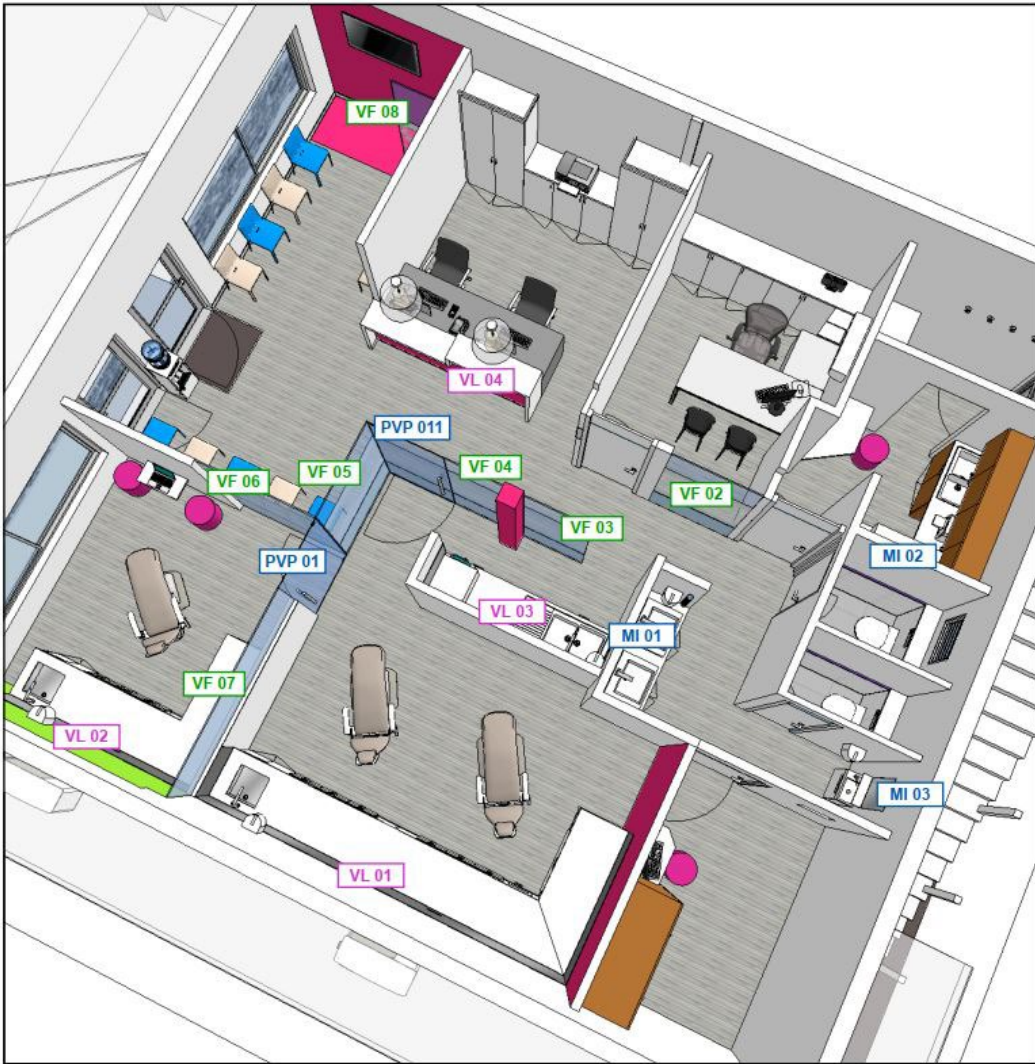 VF 08
VL 04
PVP 011
VF 04
VF 05
VF 06
VF 02
VF 03
PVP 01
MI 02
VL 03
MI 01
VF 07
VL 02
MI 03
VL 01